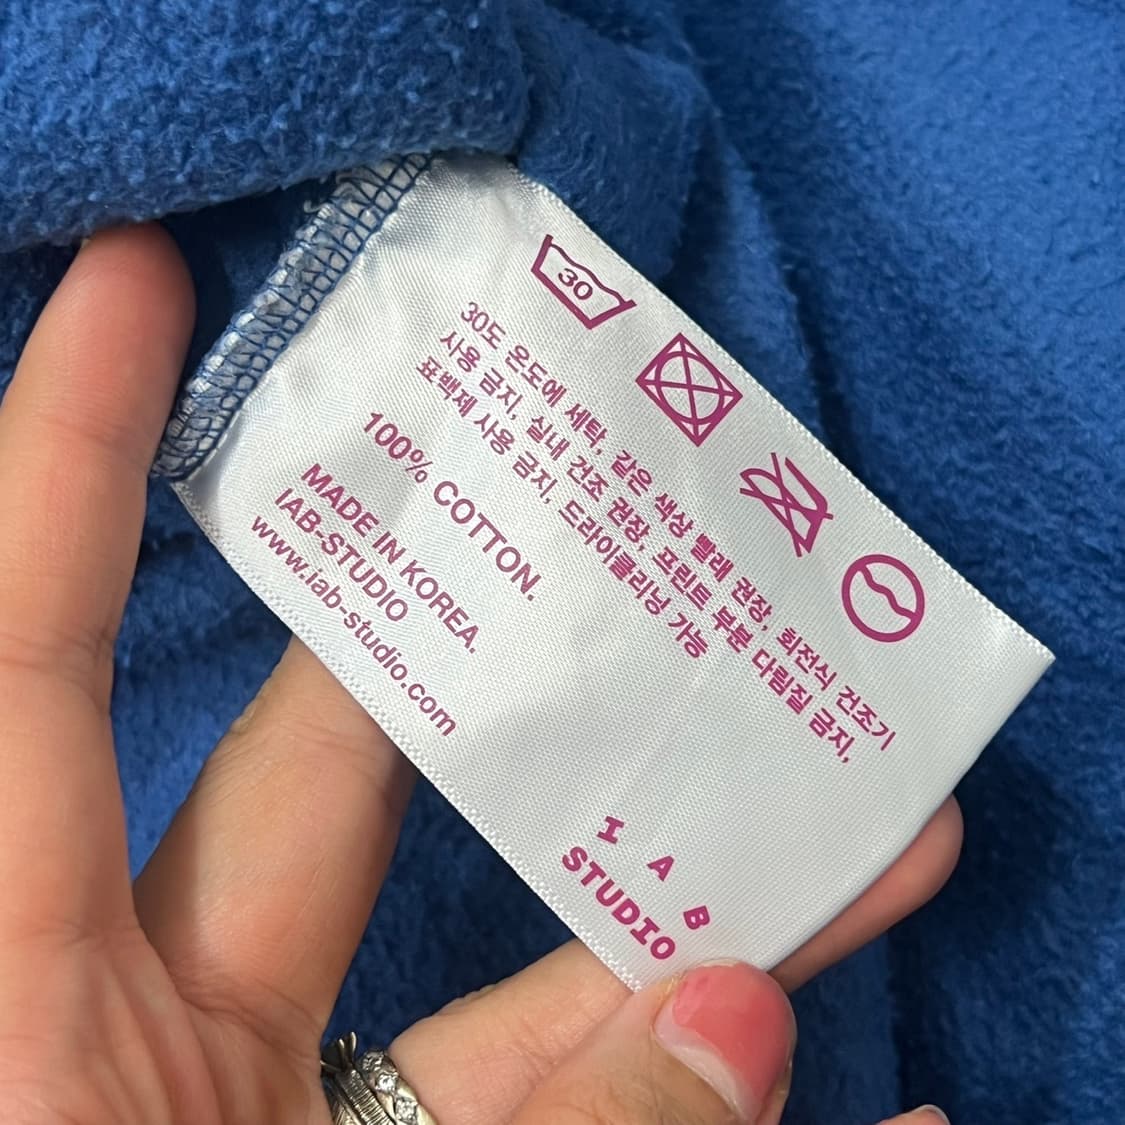 30
30도 온도에 세탁, 같은 색상 빨래 권장, 회전식 건조기
사용 금지, 실내 건조 권장, 프린트 부분 다림질 금지,
표백제 사용 금지, 드라이클리닝 가능
100% COTTON.
MADE IN KOREA.
IAB-STUDIO
www.iab-studio.com
I A B
STUDIO